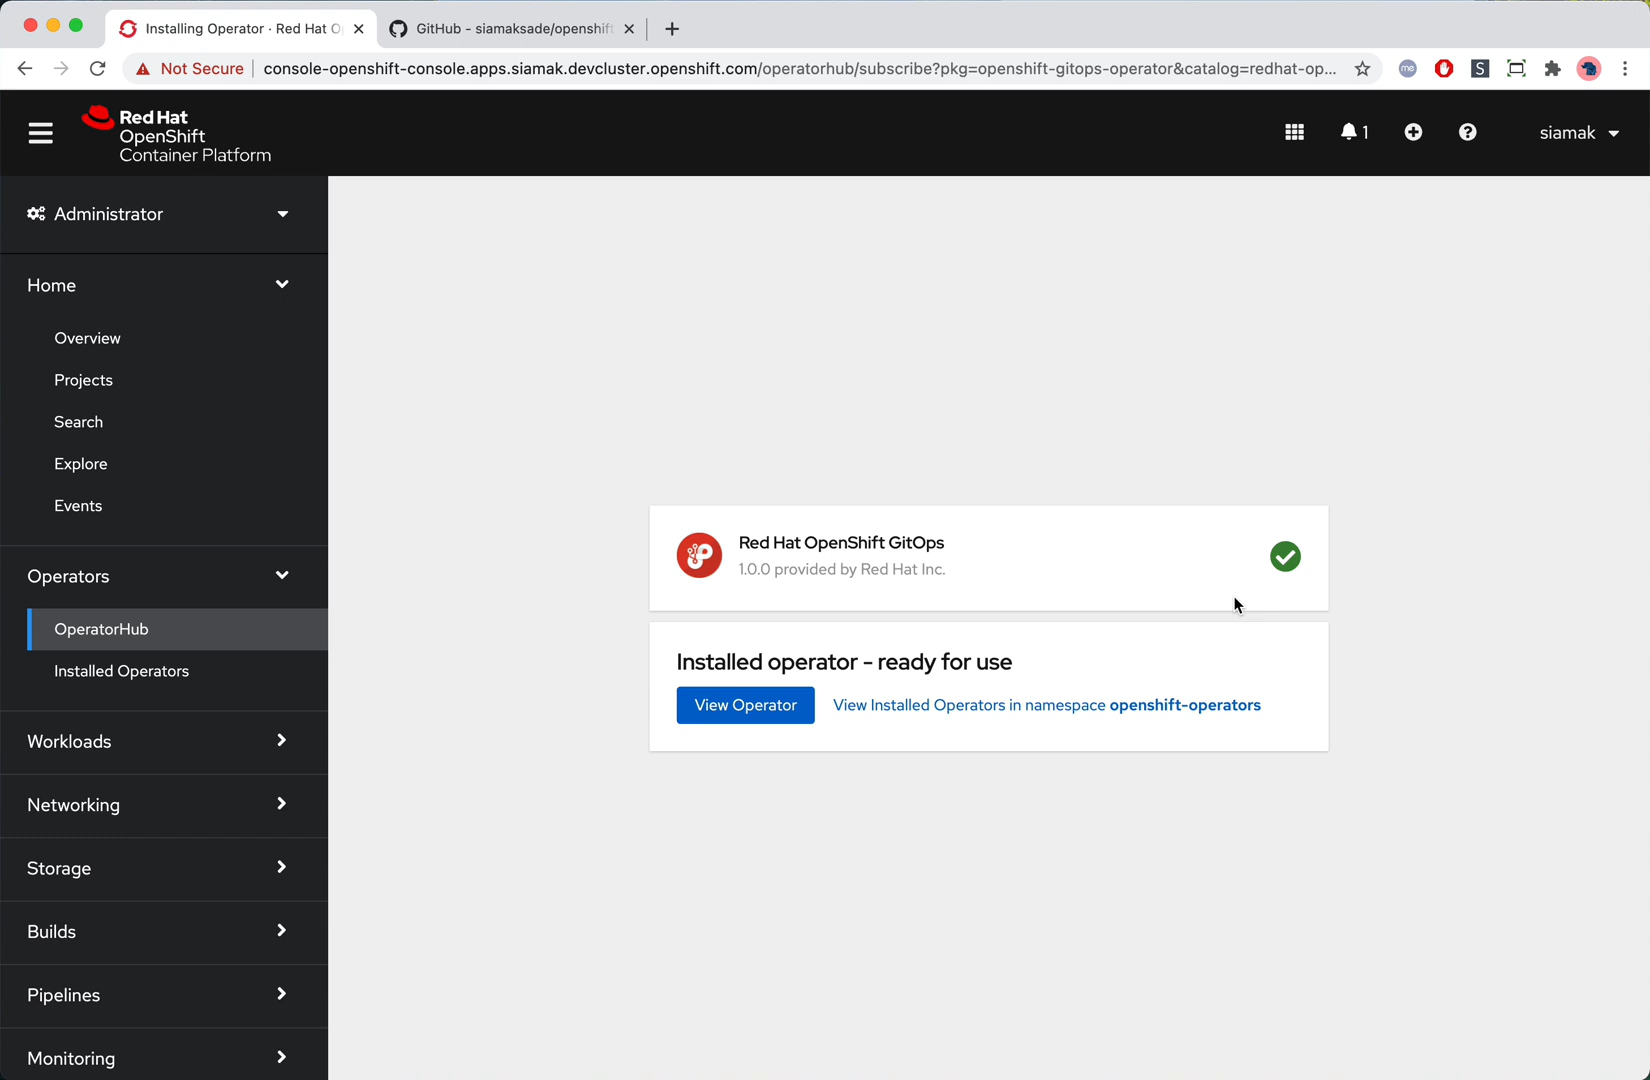 Installing Operator · Red Hat O
GitHub - siamaksade/openshift
Not Secure
console-openshift-console.apps.siamak.devcluster.openshift.com/operatorhub/subscribe?pkg=openshift-gitops-operator&catalog=redhat-op...
me
S
Red Hat
OpenShift
Container Platform
1
siamak
Administrator
Home
Overview
Projects
Search
Explore
Events
Operators
OperatorHub
Installed Operators
Workloads
Networking
Storage
Builds
Pipelines
Monitoring
Red Hat OpenShift GitOps
1.0.0 provided by Red Hat Inc.
Installed operator - ready for use
View Operator
View Installed Operators in namespace openshift-operators